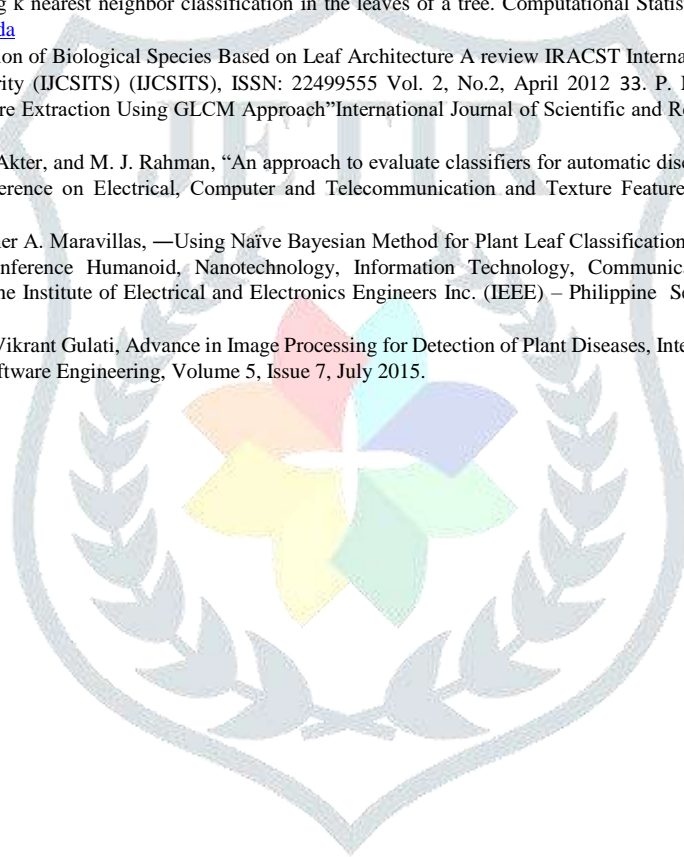 g k nearest neighbor classification in the leaves of a tree. Computational Statis
da
on of Biological Species Based on Leaf Architecture A review IRACST Interna
rity (IJCSITS) (IJCSITS), ISSN: 22499555 Vol. 2, No.2, April 2012 33. P. M
re Extraction Using GLCM Approach”International Journal of Scientific and Re
JETIR
Akter, and M. J. Rahman, “An approach to evaluate classifiers for automatic dise
erence on Electrical, Computer and Telecommunication and Texture Feature
er A. Maravillas, ―Using Naïve Bayesian Method for Plant Leaf Classification
onference Humanoid, Nanotechnology, Information Technology, Communica
he Institute of Electrical and Electronics Engineers Inc. (IEEE) – Philippine Se
Vikrant Gulati, Advance in Image Processing for Detection of Plant Diseases, Inte
ftware Engineering, Volume 5, Issue 7, July 2015.